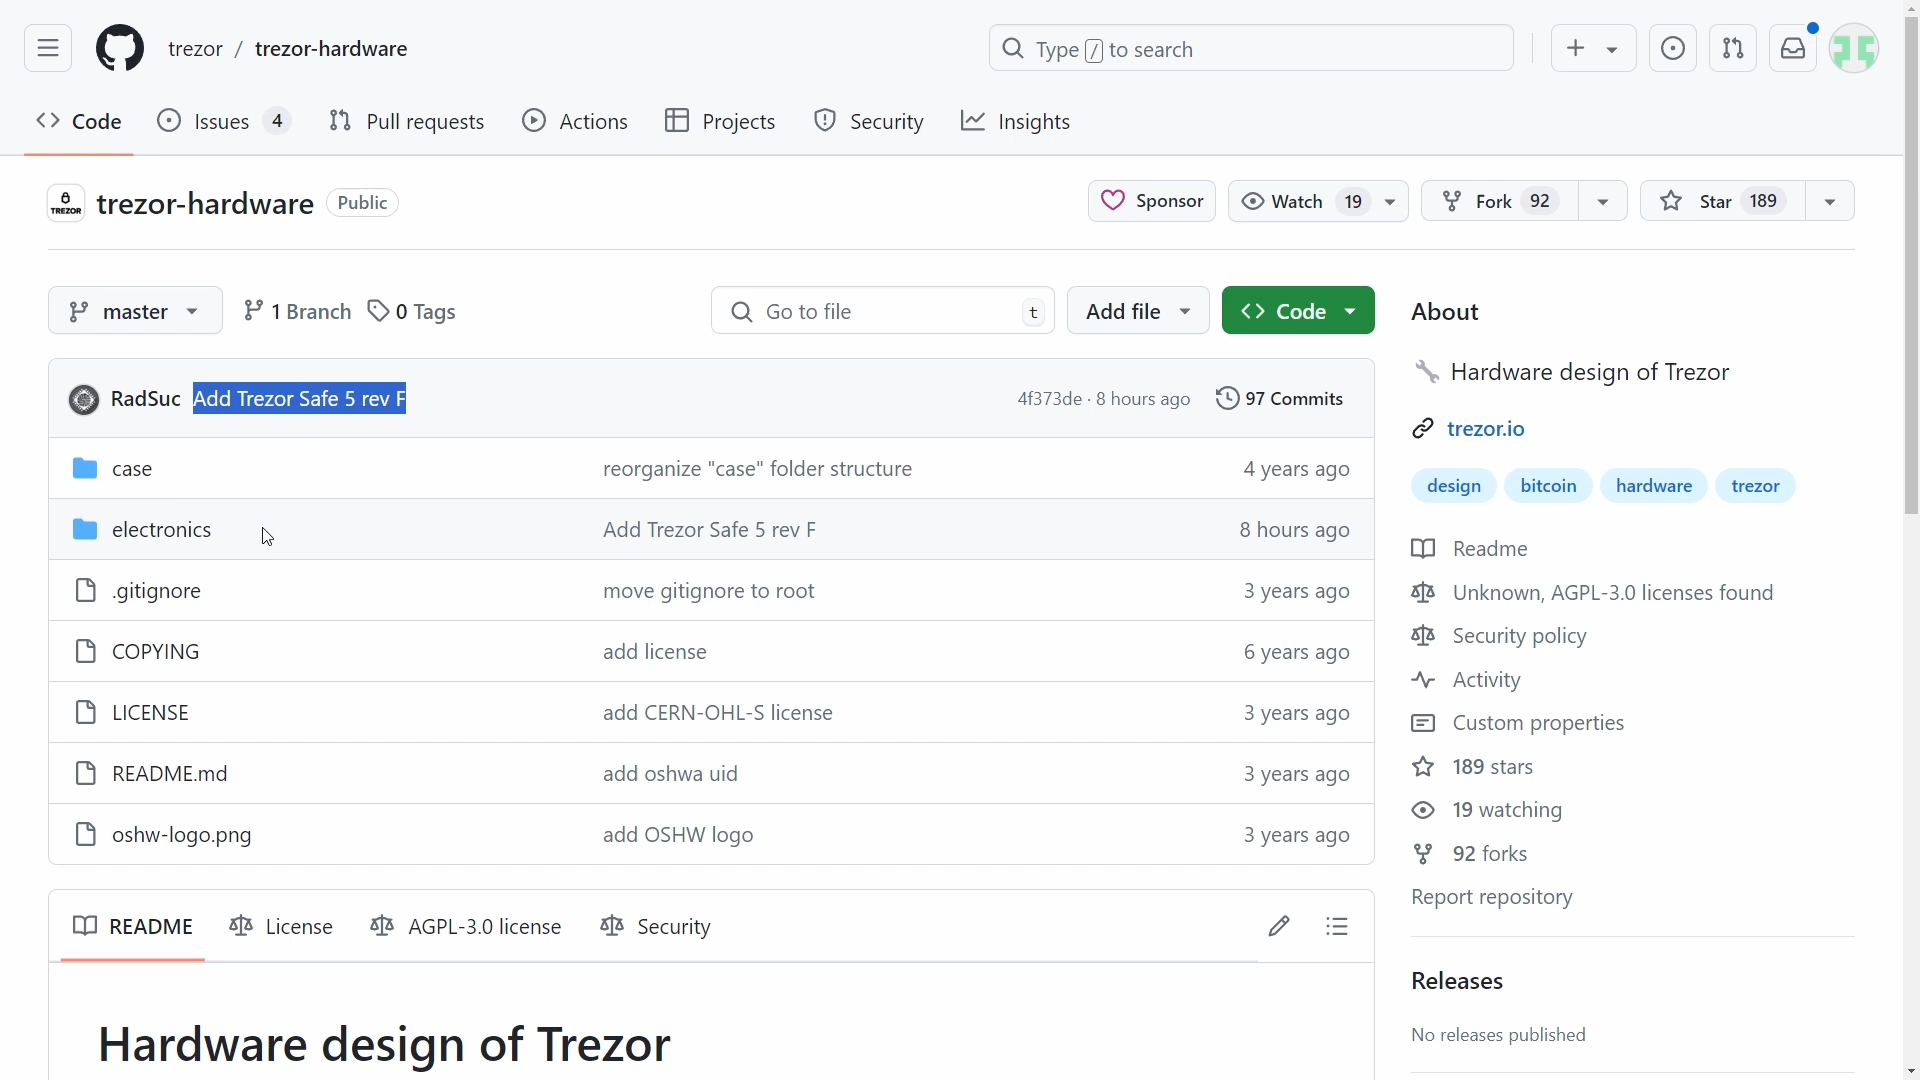 trezor / trezor-hardware
Type / to search
Code
Issues 4
Pull requests
Actions
Projects
Security
Insights
TREZOR
trezor-hardware Public
Sponsor
Watch 19
Fork 92
Star 189
master
1 Branch
0 Tags
Go to file t
Add file
Code
RadSuc Add Trezor Safe 5 rev F 4f373de · 8 hours ago 97 Commits
case reorganize "case" folder structure 4 years ago
electronics Add Trezor Safe 5 rev F 8 hours ago
.gitignore move gitignore to root 3 years ago
COPYING add license 6 years ago
LICENSE add CERN-OHL-S license 3 years ago
README.md add oshwa uid 3 years ago
oshw-logo.png add OSHW logo 3 years ago
README License AGPL-3.0 license Security
Hardware design of Trezor
About
Hardware design of Trezor
trezor.io
design bitcoin hardware trezor
Readme
Unknown, AGPL-3.0 licenses found
Security policy
Activity
Custom properties
189 stars
19 watching
92 forks
Report repository
Releases
No releases published